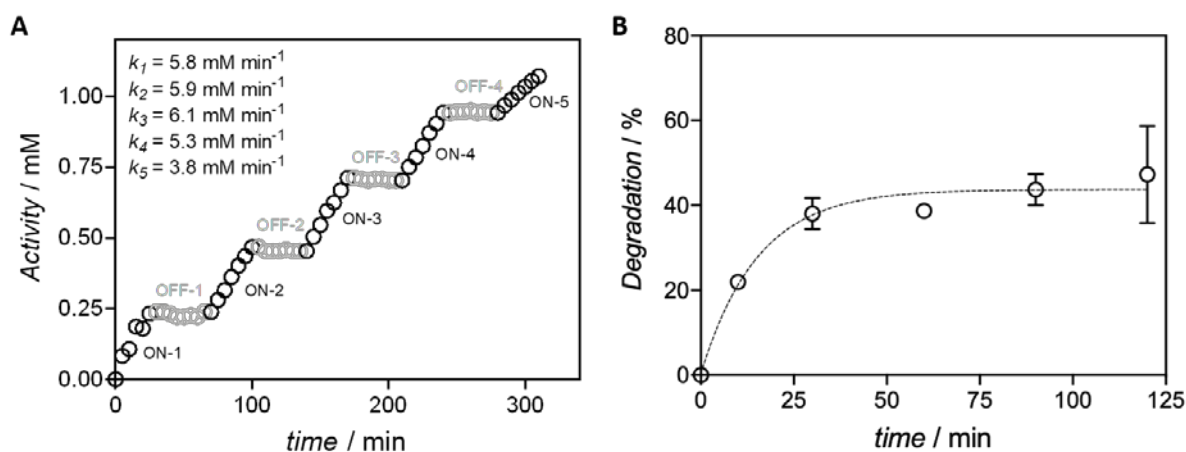 A
k₁ = 5.8 mM min⁻¹
k₂ = 5.9 mM min⁻¹
k₃ = 6.1 mM min⁻¹
k₄ = 5.3 mM min⁻¹
k₅ = 3.8 mM min⁻¹
OFF-4
ON-5
1.00
OFF-3
ON-4
0.75
OFF-2
ON-3
0.50
OFF-1
ON-2
0.25
ON-1
0.00
Activity / mM
0 100 200 300
time / min
B
80
60
40
20
0
Degradation / %
0 25 50 75 100 125
time / min